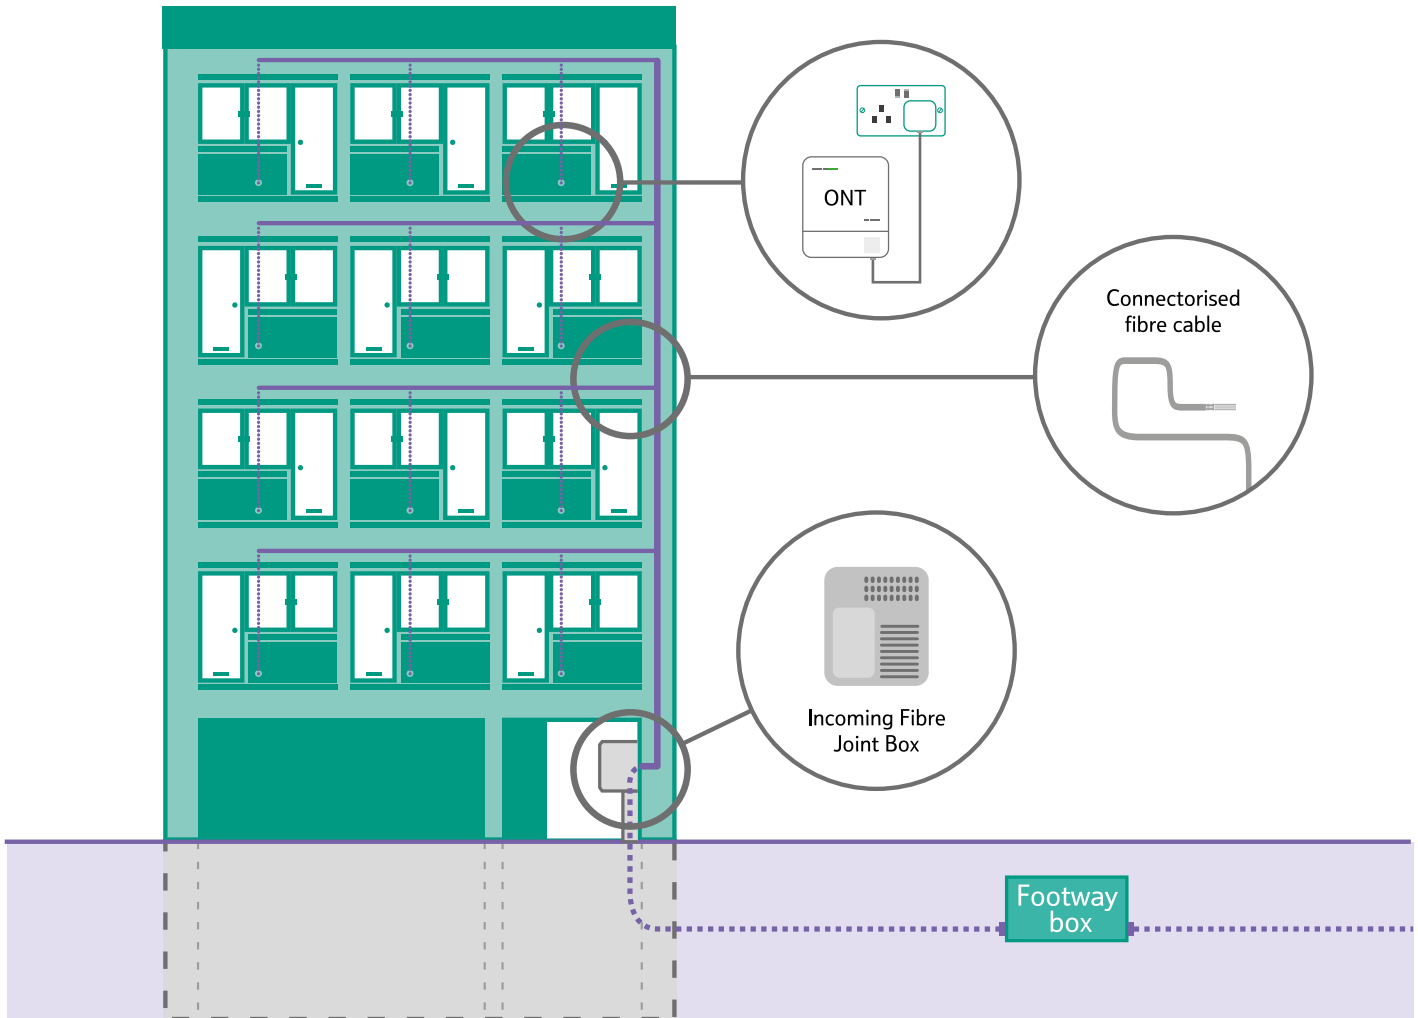 ONT
Connectorised
fibre cable
Incoming Fibre
Joint Box
Footway
box